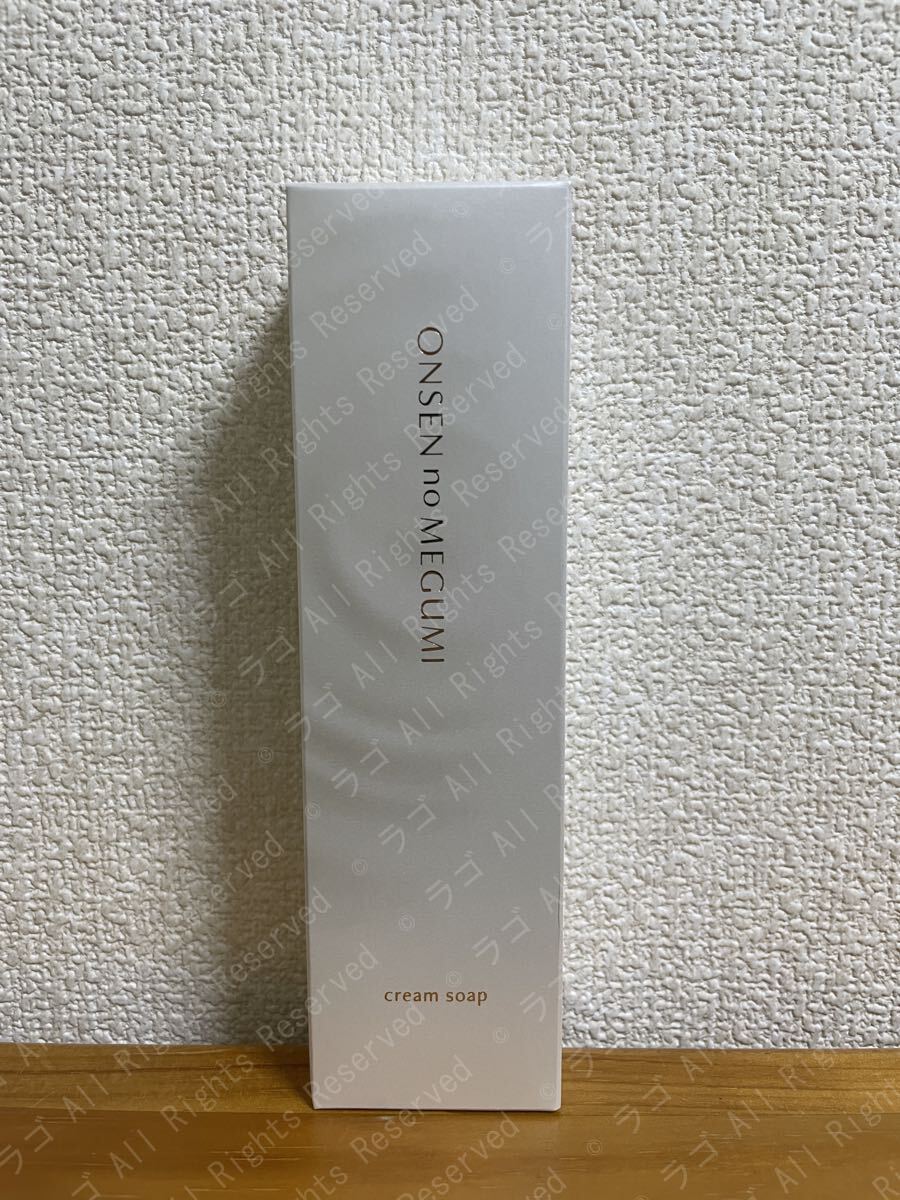 ONSEN no MEGUMI
cream soap
© ラゴ All Rights Reserved